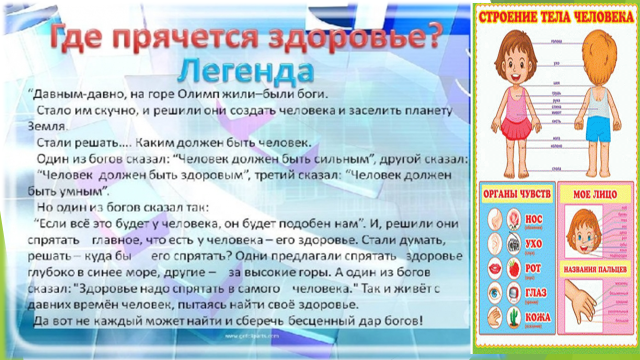 Где прячется здоровье?
Легенда
“Давным-давно, на горе Олимп жили–были боги.
Стало им скучно, и решили они создать человека и заселить планету
Земля.
Стали решать.... Каким должен быть человек.
Один из богов сказал: “Человек должен быть сильным”, другой сказал:
“Человек должен быть здоровым”, третий сказал: “Человек должен
быть умным”.
Но один из богов сказал так:
“Если всё это будет у человека, он будет подобен нам”. И, решили они
спрятать главное, что есть у человека – его здоровье. Стали думать,
решать – куда бы его спрятать? Одни предлагали спрятать здоровье
глубоко в синее море, другие – за высокие горы. А один из богов
сказал: "Здоровье надо спрятать в самого человека." Так и живёт с
давних времён человек, пытаясь найти своё здоровье.
Да вот не каждый может найти и сберечь бесценный дар богов!
СТРОЕНИЕ ТЕЛА ЧЕЛОВЕКА
ОРГАНЫ ЧУВСТВ
НОС
УХО
РОТ
ГЛАЗ
КОЖА
МОЕ ЛИЦО
НАЗВАНИЯ ПАЛЬЦЕВ